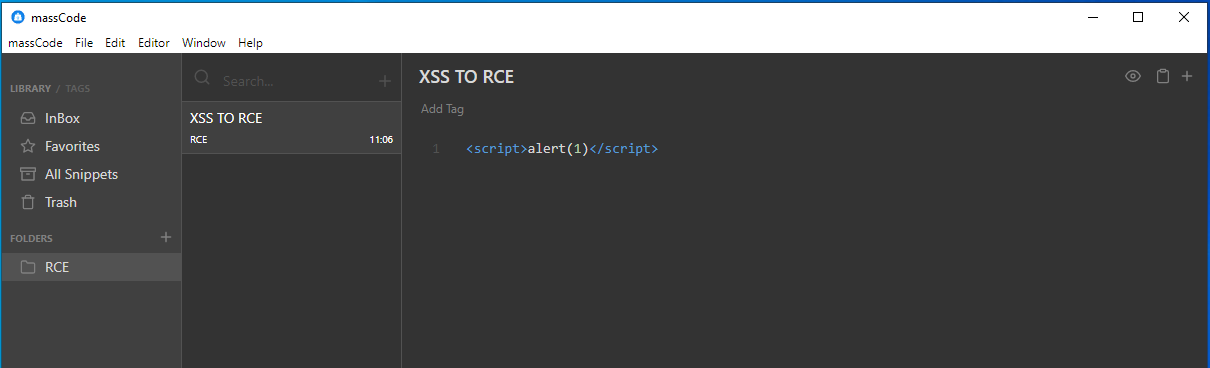 massCode
massCode File Edit Editor Window Help
LIBRARY / TAGS
InBox
Favorites
All Snippets
Trash
FOLDERS +
RCE
Search... +
XSS TO RCE
RCE 11:06
XSS TO RCE
Add Tag
1 <script>alert(1)</script>